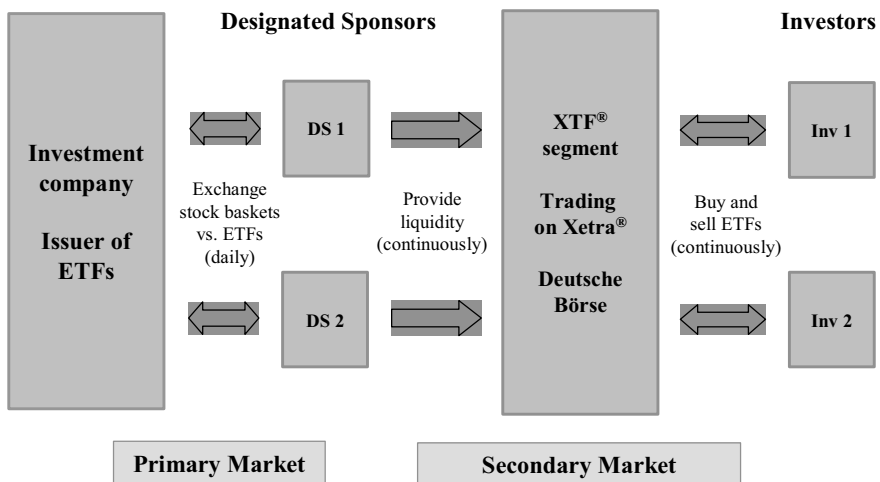 Designated Sponsors
Investors
Investment
company
Issuer of
ETFs
DS 1
Exchange
stock baskets
vs. ETFs
(daily)
DS 2
Provide
liquidity
(continuously)
XTF®
segment
Trading
on Xetra®
Deutsche
Börse
Buy and
sell ETFs
(continuously)
Inv 1
Inv 2
Primary Market
Secondary Market